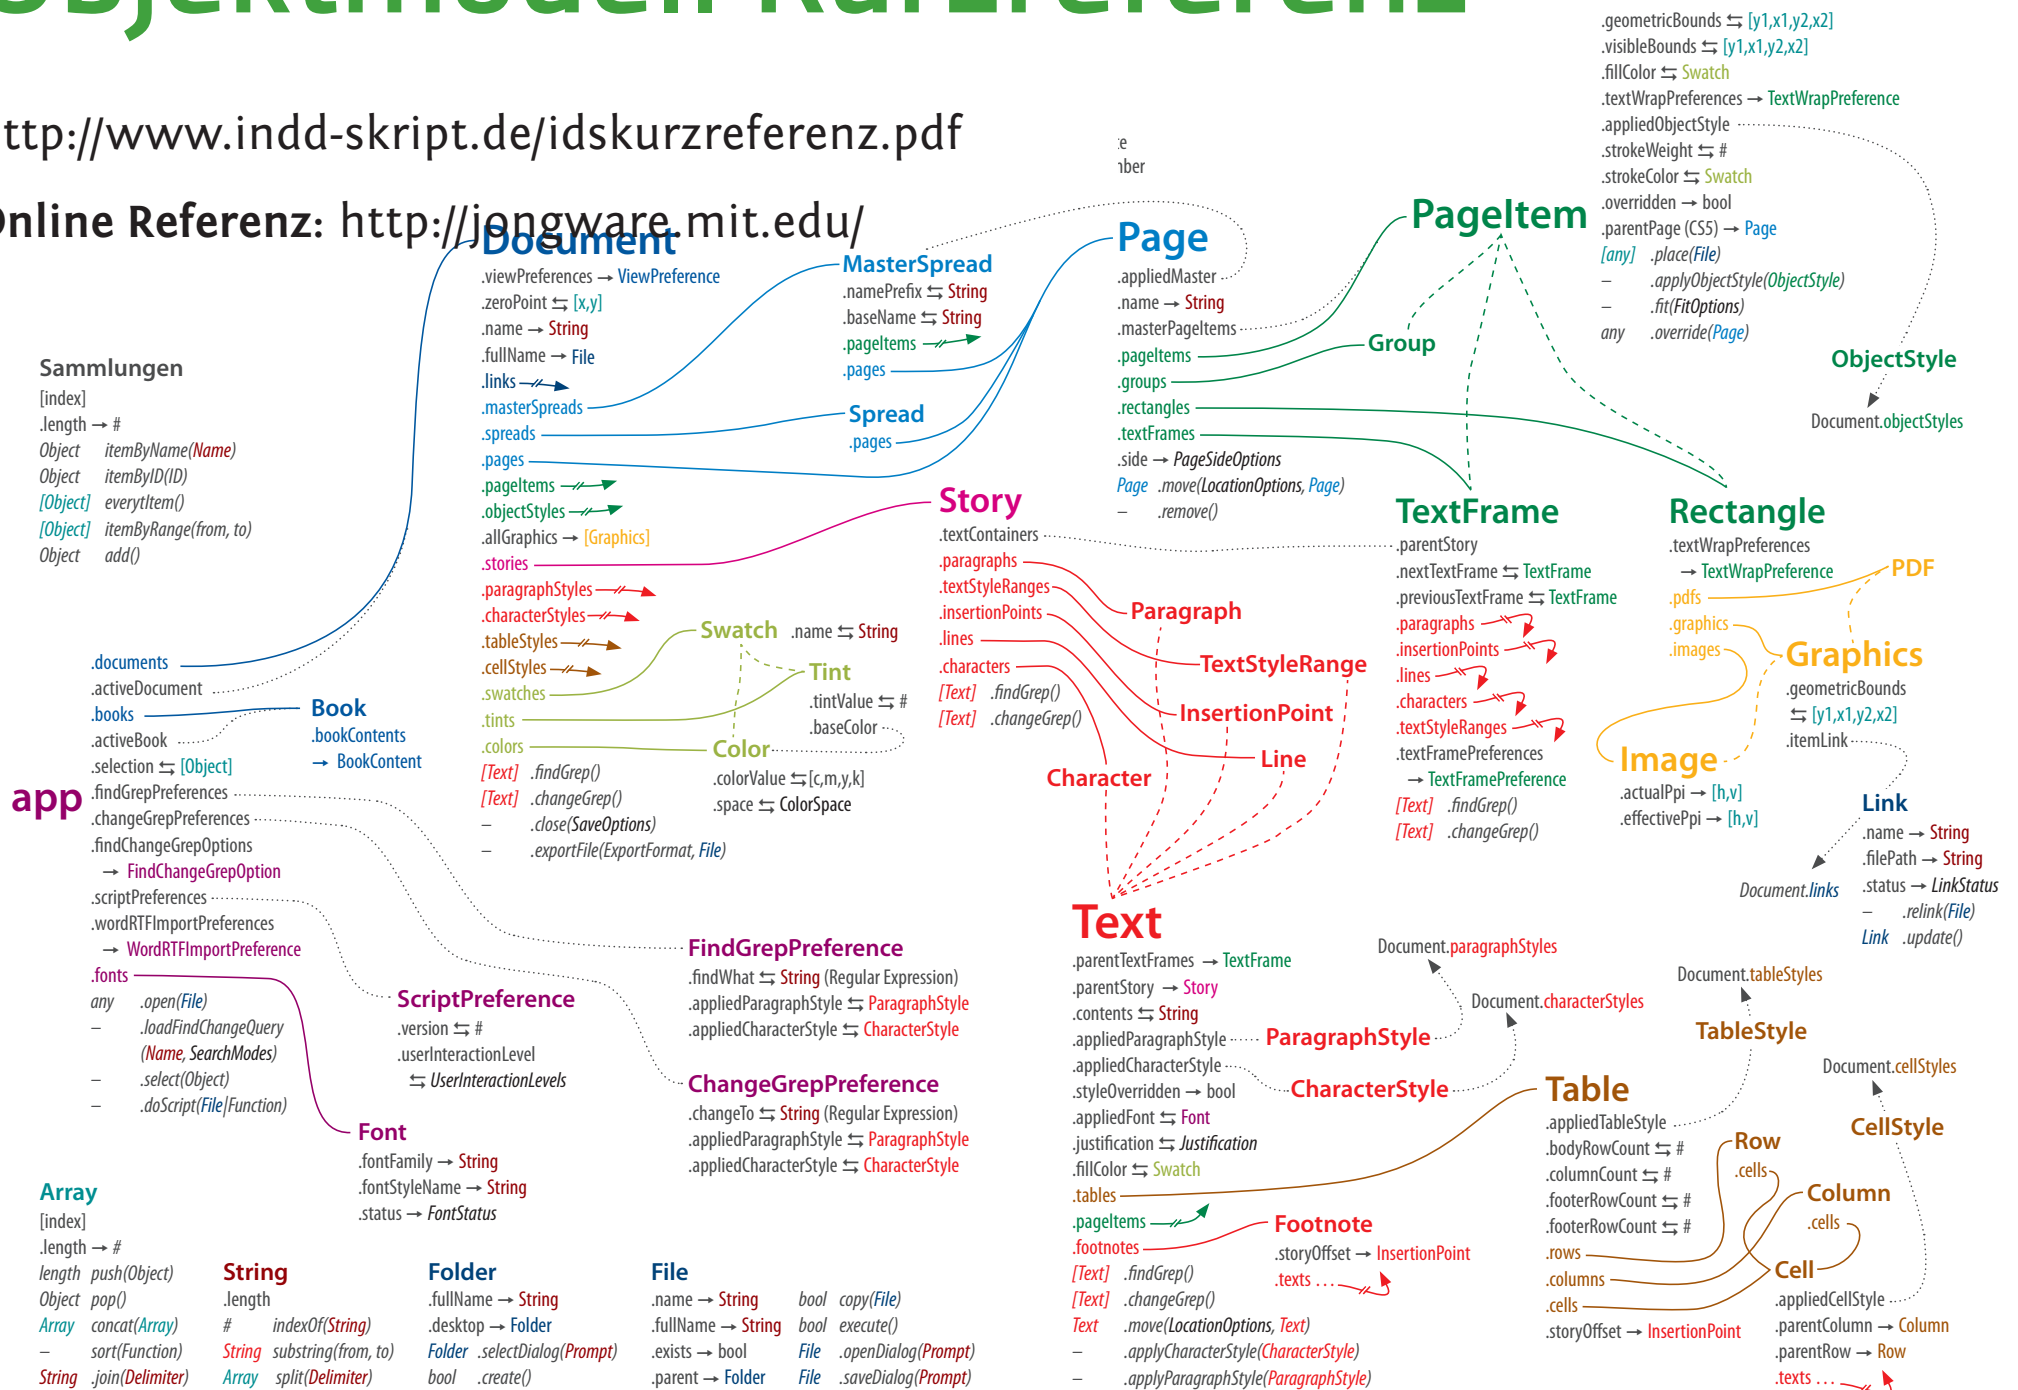 Objektmodell Kurzreferenz
ttp://www.indd-skript.de/idskurzreferenz.pdf
Online Referenz: http://jongware.mit.edu/
Sammlungen
[index]
.length → #
Object itemByName(Name)
Object itemByID(ID)
[Object] everytItem()
[Object] itemByRange(from, to)
Object add()
app
.documents
.activeDocument
.books
.activeBook
.selection ⇆ [Object]
.findGrepPreferences
.changeGrepPreferences
.findChangeGrepOptions
→ FindChangeGrepOption
.scriptPreferences
.wordRTFImportPreferences
→ WordRTFImportPreference
.fonts
any .open(File)
– .loadFindChangeQuery
(Name, SearchModes)
– .select(Object)
– .doScript(File|Function)
Book
.bookContents
→ BookContent
Document
.viewPreferences → ViewPreference
.zeroPoint ⇆ [x,y]
.name → String
.fullName → File
.links
.masterSpreads
.spreads
.pages
.pageItems
.objectStyles
.allGraphics → [Graphics]
.stories
.paragraphStyles
.characterStyles
.tableStyles
.cellStyles
.swatches
.tints
.colors
[Text] .findGrep()
[Text] .changeGrep()
– .close(SaveOptions)
– .exportFile(ExportFormat, File)
MasterSpread
.namePrefix ⇆ String
.baseName ⇆ String
.pageItems
.pages
Spread
.pages
Swatch .name ⇆ String
Tint
.tintValue ⇆ #
.baseColor
Color
.colorValue ⇆[c,m,y,k]
.space ⇆ ColorSpace
Page
.appliedMaster
.name → String
.masterPageItems
.pageItems
.groups
.rectangles
.textFrames
.side → PageSideOptions
Page .move(LocationOptions, Page)
– .remove()
PageItem
Group
.geometricBounds ⇆ [y1,x1,y2,x2]
.visibleBounds ⇆ [y1,x1,y2,x2]
.fillColor ⇆ Swatch
.textWrapPreferences → TextWrapPreference
.appliedObjectStyle
.strokeWeight ⇆ #
.strokeColor ⇆ Swatch
.overridden → bool
.parentPage (CS5) → Page
[any] .place(File)
– .applyObjectStyle(ObjectStyle)
– .fit(FitOptions)
any .override(Page)
ObjectStyle
Document.objectStyles
Story
.textContainers
.paragraphs
.textStyleRanges
.insertionPoints
.lines
.characters
[Text] .findGrep()
[Text] .changeGrep()
Paragraph
TextStyleRange
InsertionPoint
Line
Character
TextFrame
.parentStory
.nextTextFrame ⇆ TextFrame
.previousTextFrame ⇆ TextFrame
.paragraphs
.insertionPoints
.lines
.characters
.textStyleRanges
.textFramePreferences
→ TextFramePreference
[Text] .findGrep()
[Text] .changeGrep()
Rectangle
.textWrapPreferences
→ TextWrapPreference
.pdfs
.graphics
.images
PDF
Graphics
.geometricBounds
⇆ [y1,x1,y2,x2]
.itemLink
Image
.actualPpi → [h,v]
.effectivePpi → [h,v]
Link
.name → String
.filePath → String
.status → LinkStatus
– .relink(File)
Link .update()
Document.links
FindGrepPreference
.findWhat ⇆ String (Regular Expression)
.appliedParagraphStyle ⇆ ParagraphStyle
.appliedCharacterStyle ⇆ CharacterStyle
ScriptPreference
.version ⇆ #
.userInteractionLevel
⇆ UserInteractionLevels
ChangeGrepPreference
.changeTo ⇆ String (Regular Expression)
.appliedParagraphStyle ⇆ ParagraphStyle
.appliedCharacterStyle ⇆ CharacterStyle
Font
.fontFamily → String
.fontStyleName → String
.status → FontStatus
Text
.parentTextFrames → TextFrame
.parentStory → Story
.contents ⇆ String
.appliedParagraphStyle
.appliedCharacterStyle
.styleOverridden → bool
.appliedFont ⇆ Font
.justification ⇆ Justification
.fillColor ⇆ Swatch
.tables
.pageItems
.footnotes
[Text] .findGrep()
[Text] .changeGrep()
Text .move(LocationOptions, Text)
– .applyCharacterStyle(CharacterStyle)
– .applyParagraphStyle(ParagraphStyle)
ParagraphStyle
CharacterStyle
Document.paragraphStyles
Document.characterStyles
Footnote
.storyOffset → InsertionPoint
.texts ...
Document.tableStyles
TableStyle
Table
.appliedTableStyle
.bodyRowCount ⇆ #
.columnCount ⇆ #
.footerRowCount ⇆ #
.footerRowCount ⇆ #
.rows
.columns
.cells
.storyOffset → InsertionPoint
Row
.cells
Column
.cells
Document.cellStyles
CellStyle
Cell
.appliedCellStyle
.parentColumn → Column
.parentRow → Row
.texts ...
Array
[index]
.length → #
length push(Object)
Object pop()
Array concat(Array)
– sort(Function)
String .join(Delimiter)
String
.length
# indexOf(String)
String substring(from, to)
Array split(Delimiter)
Folder
.fullName → String
.desktop → Folder
Folder .selectDialog(Prompt)
bool .create()
File
.name → String
.fullName → String
.exists → bool
.parent → Folder
bool copy(File)
bool execute()
File .openDialog(Prompt)
File .saveDialog(Prompt)